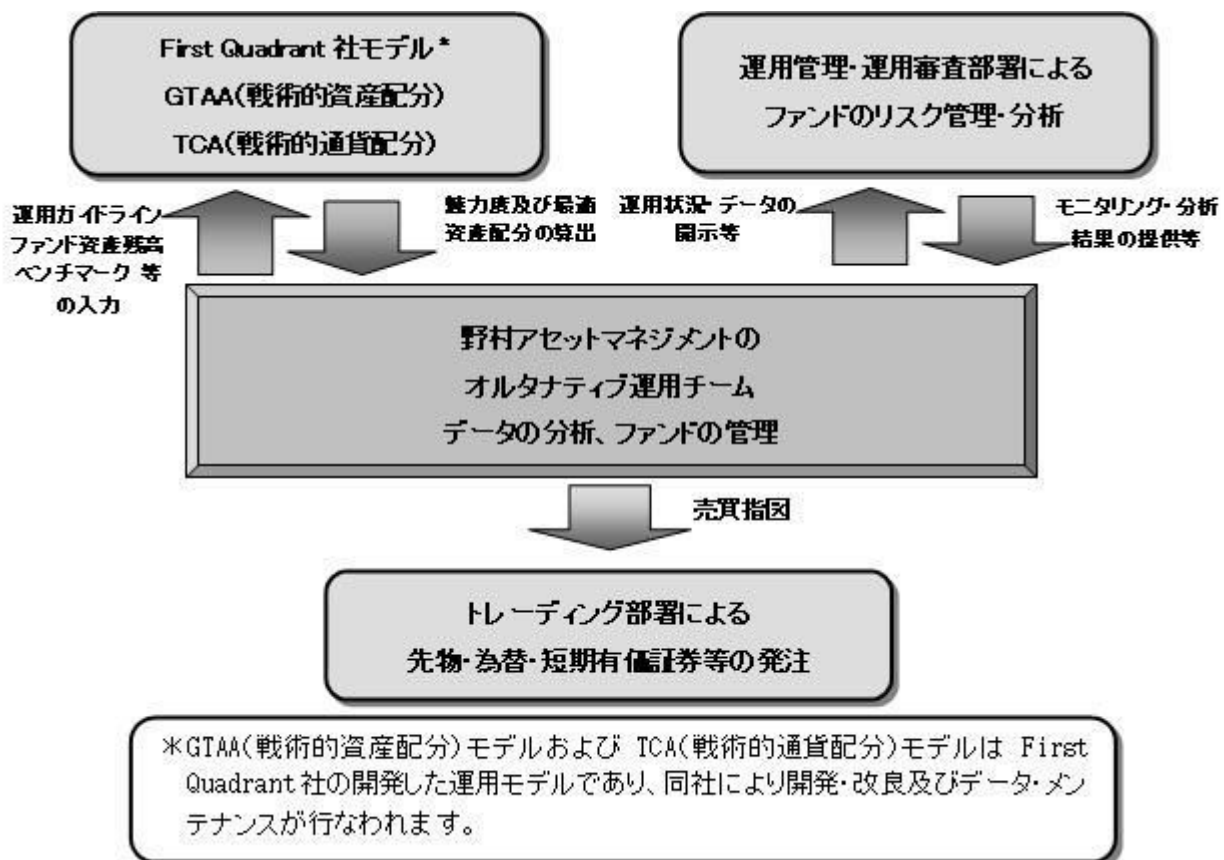 First Quadrant 社モデル*
GTAA(戦術的資産配分)
TCA(戦術的通貨配分)
運用管理・運用審査部署による
ファンドのリスク管理・分析
運用ガイドライン
ファンド資産残高
ベンチマーク 等
の入力
魅力度及び最適
資産配分の算出
運用状況・データの
開示等
モニタリング・分析
結果の提供等
野村アセットマネジメントの
オルタナティブ運用チーム
データの分析、ファンドの管理
売買指図
トレーディング部署による
先物・為替・短期有価証券等の発注
*GTAA(戦術的資産配分)モデルおよび TCA(戦術的通貨配分)モデルは First
Quadrant 社の開発した運用モデルであり、同社により開発・改良及びデータ・メン
テナンスが行なわれます。